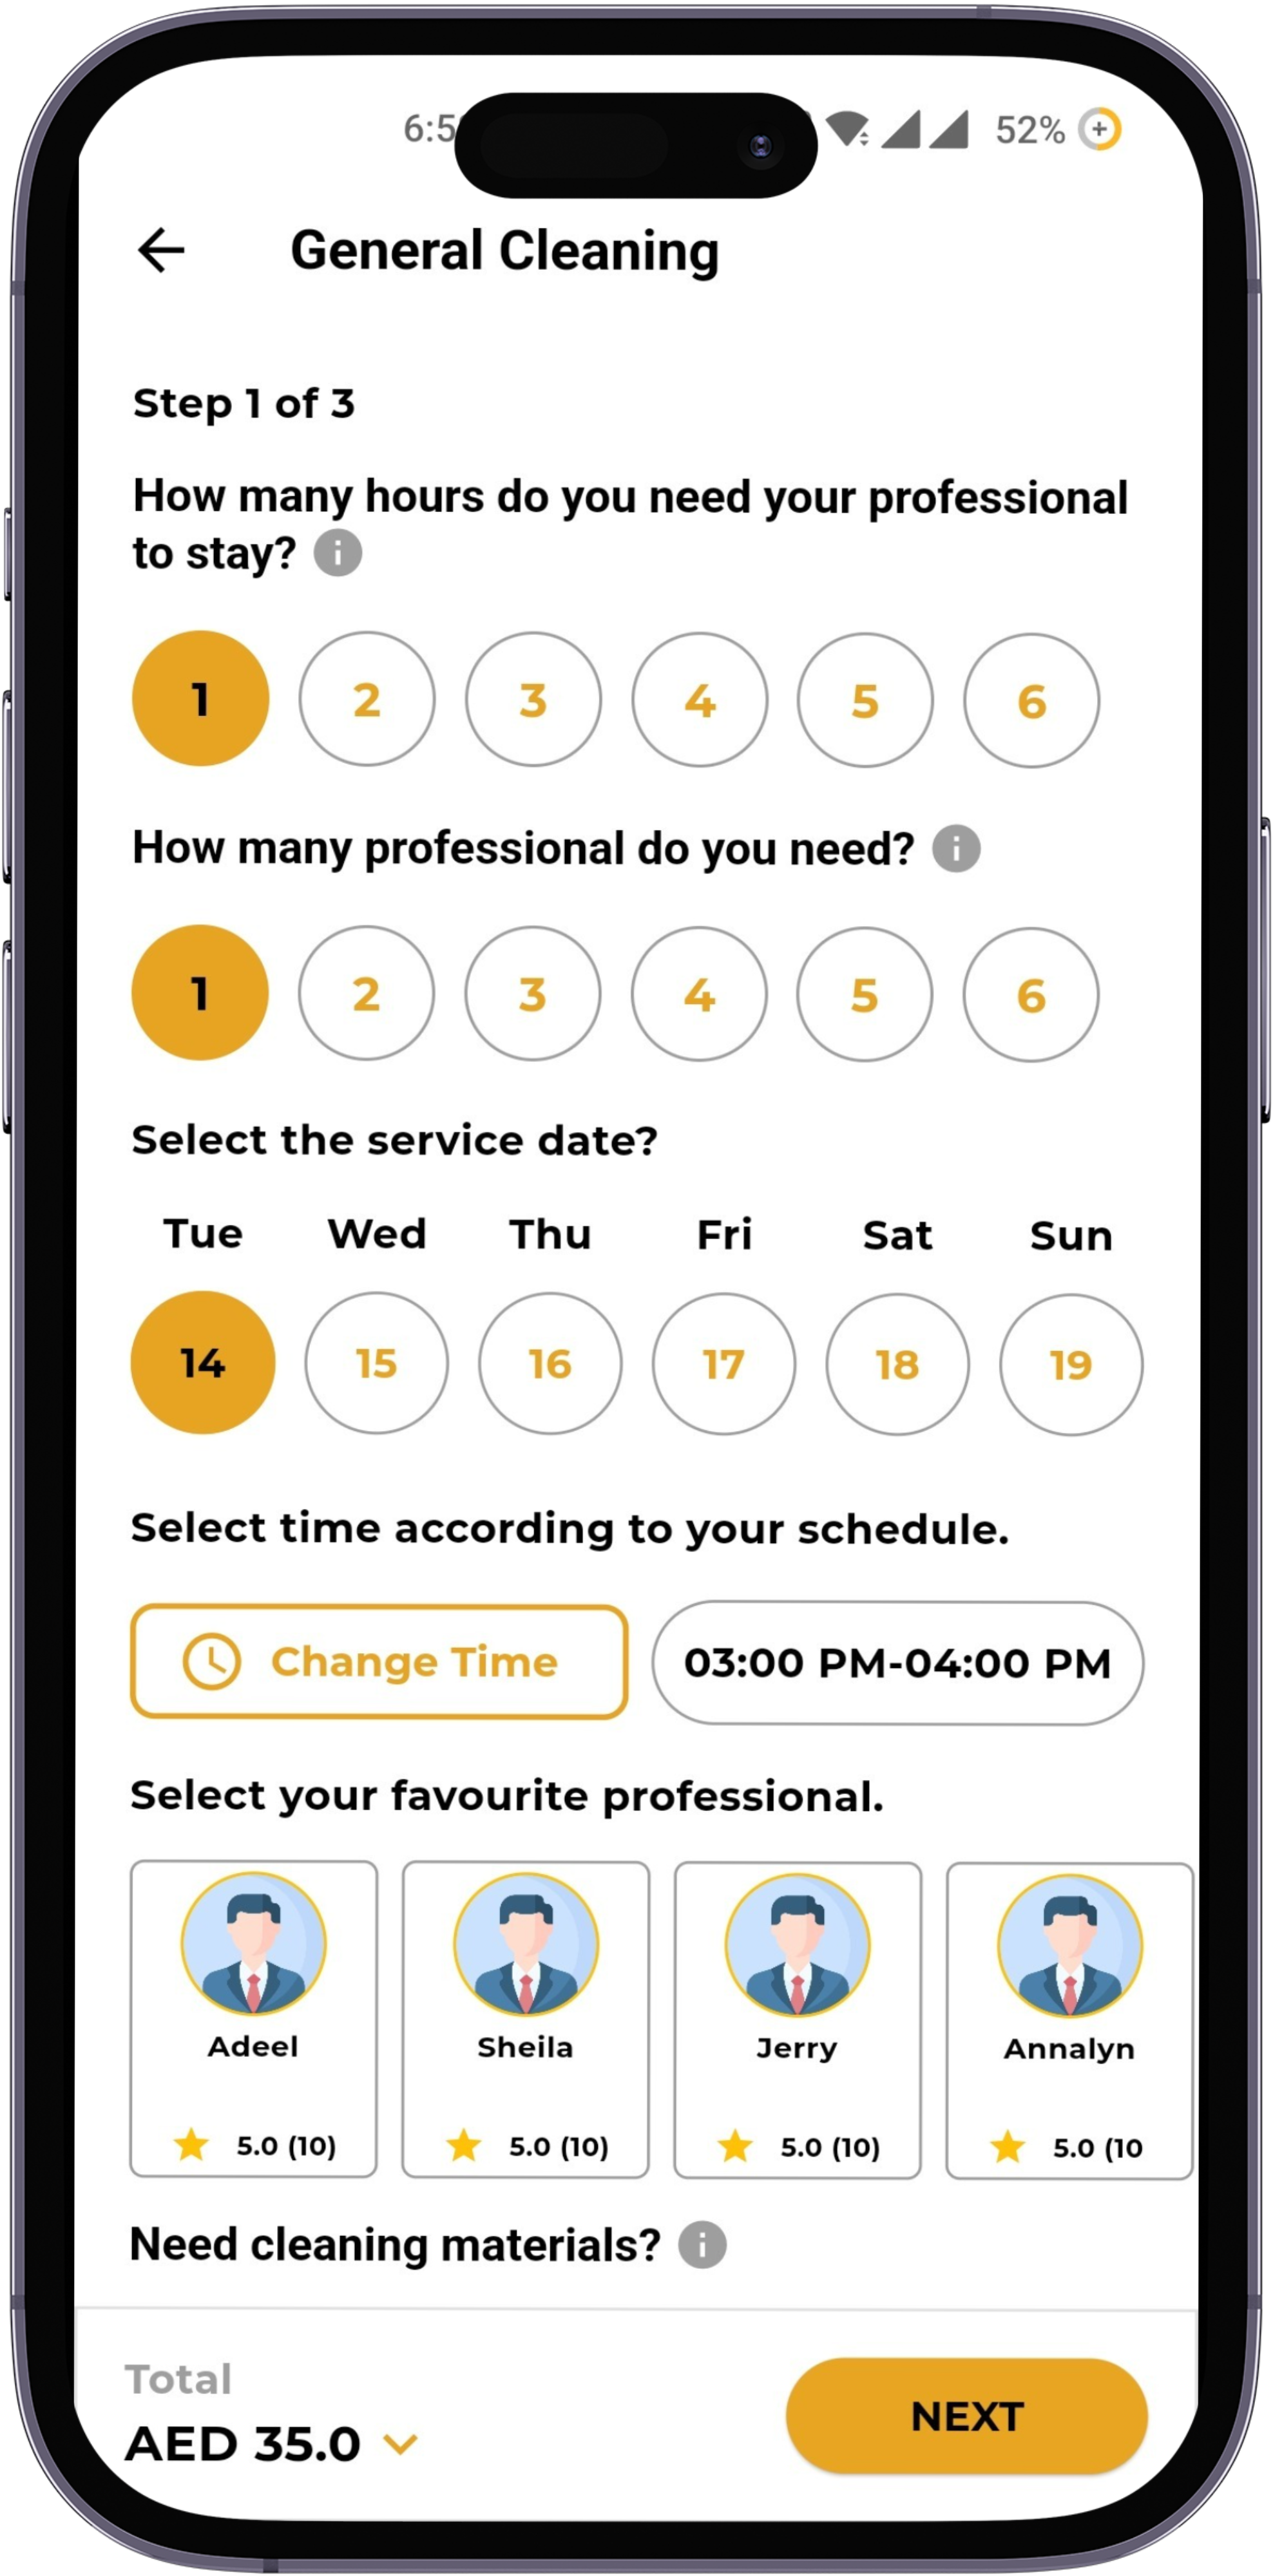 52%
General Cleaning
Step 1 of 3
How many hours do you need your professional
to stay?
1 2 3 4 5 6
How many professional do you need?
1 2 3 4 5 6
Select the service date?
Tue Wed Thu Fri Sat Sun
14 15 16 17 18 19
Select time according to your schedule.
Change Time 03:00 PM-04:00 PM
Select your favourite professional.
Adeel Sheila Jerry Annalyn
5.0 (10) 5.0 (10) 5.0 (10) 5.0 (10
Need cleaning materials?
Total
AED 35.0
NEXT